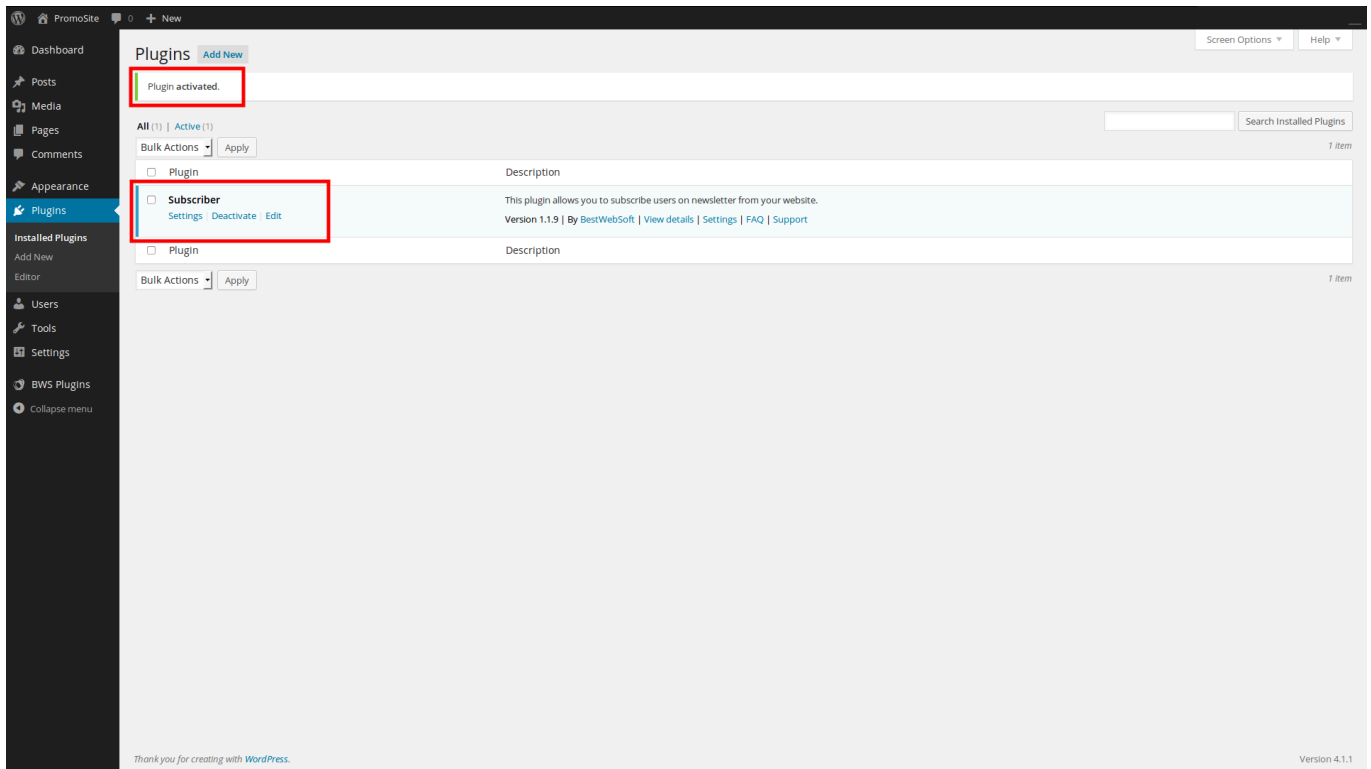 PromoSite 0 New
Dashboard
Posts
Media
Pages
Comments
Appearance
Plugins
Installed Plugins
Add New
Editor
Users
Tools
Settings
BWS Plugins
Collapse menu
Screen Options Help
Plugins Add New
Plugin activated.
All (1) | Active (1)
Search Installed Plugins
Bulk Actions Apply
1 item
Plugin Description
Subscriber This plugin allows you to subscribe users on newsletter from your website.
Settings | Deactivate | Edit Version 1.1.9 | By BestWebSoft | View details | Settings | FAQ | Support
Plugin Description
Bulk Actions Apply
1 item
Thank you for creating with WordPress. Version 4.1.1